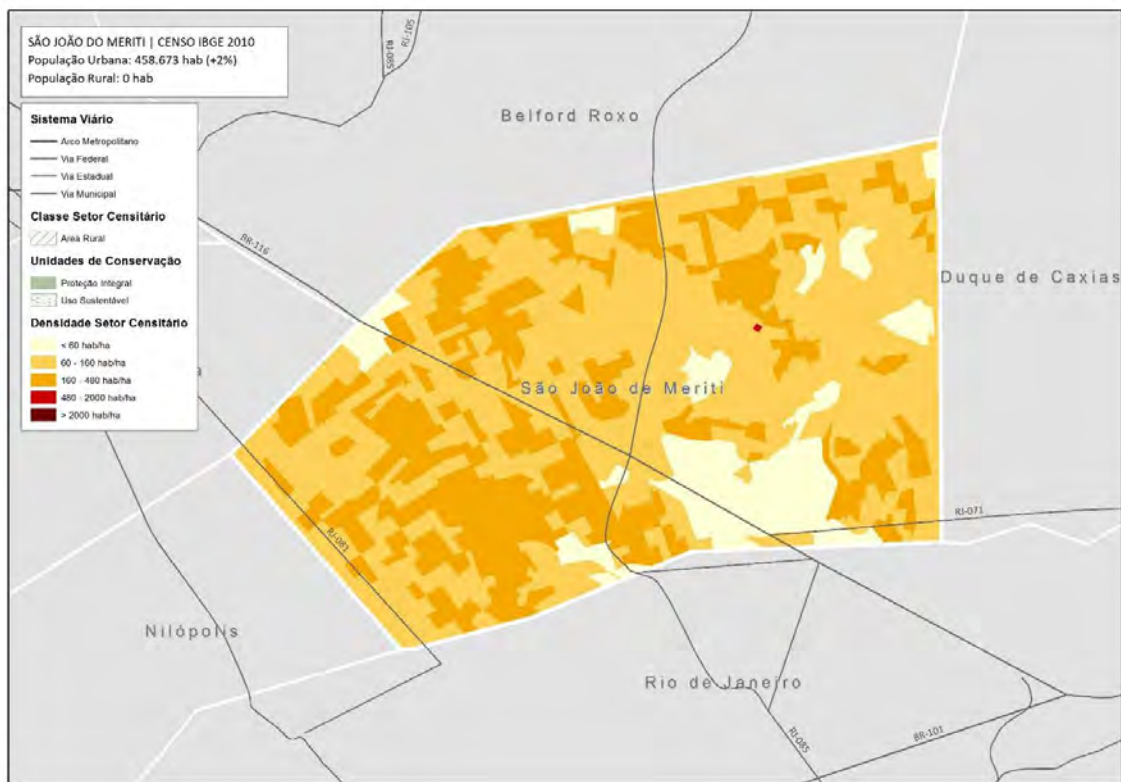 SÃO JOÃO DO MERITI | CENSO IBGE 2010
População Urbana: 458.673 hab (+2%)
População Rural: 0 hab
Sistema Viário
Arco Metropolitano
Via Federal
Via Estadual
Via Municipal
Classe Setor Censitário
Área Rural
Unidades de Conservação
Proteção Integral
Uso Sustentável
Densidade Setor Censitário
< 60 hab/ha
60 - 160 hab/ha
160 - 480 hab/ha
480 - 2000 hab/ha
> 2000 hab/ha
RJ-085
RJ-105
Belford Roxo
BR-116
Duque de Caxias
São João de Meriti
RJ-081
RJ-071
Nilópolis
Rio de Janeiro
RJ-085
BR-101